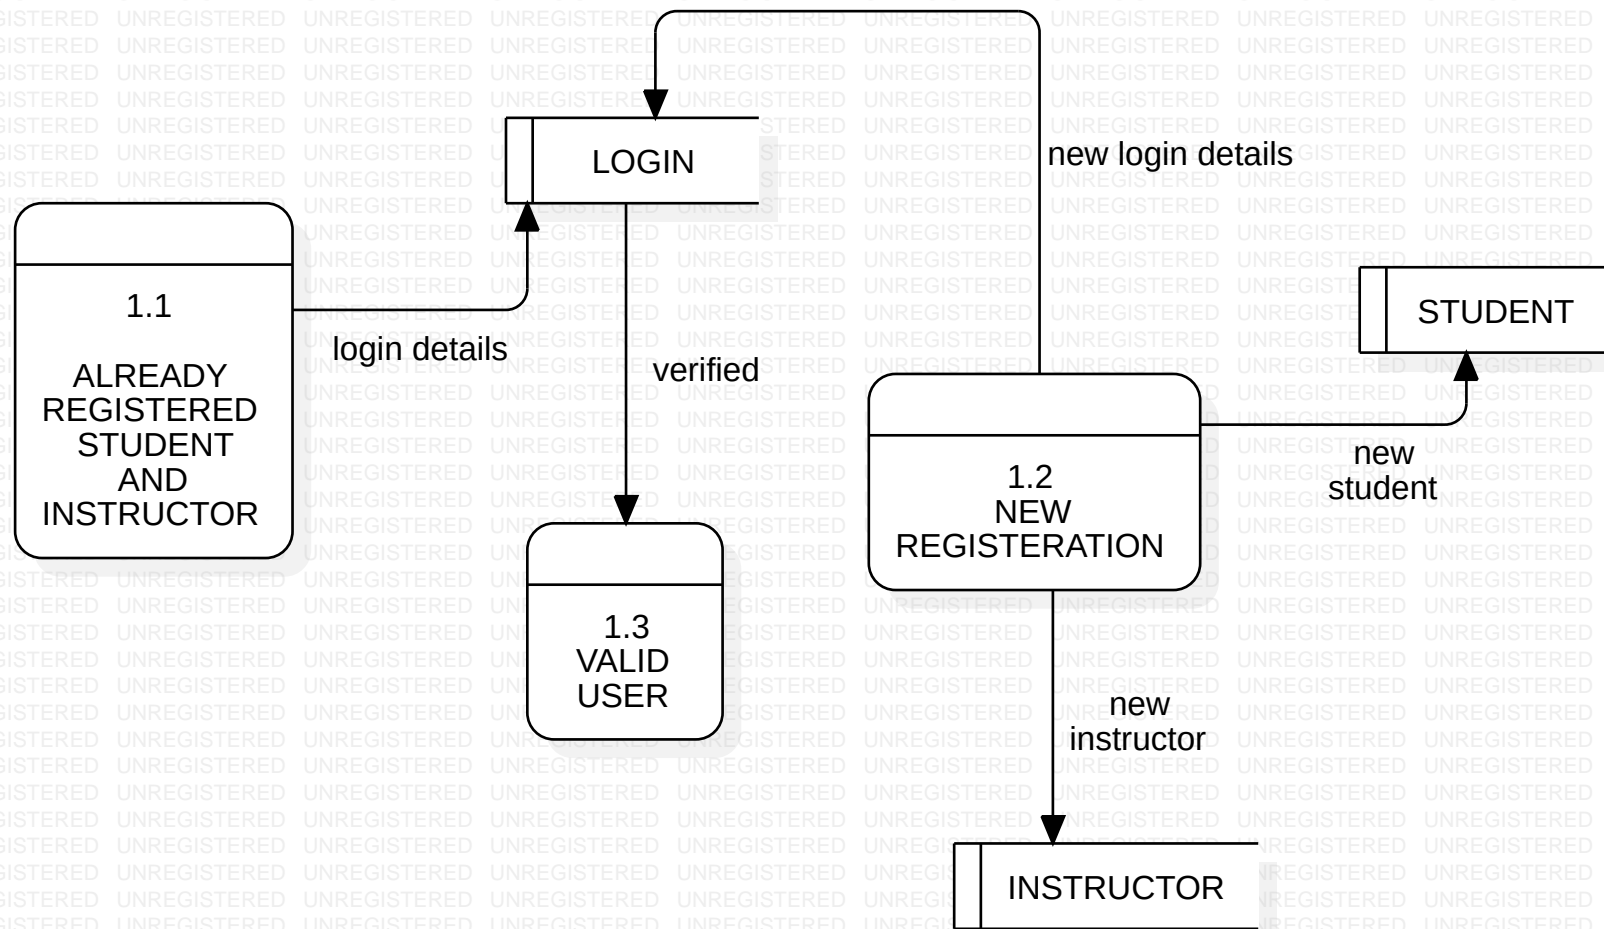 LOGIN
new login details
1.1
ALREADY
REGISTERED
STUDENT
AND
INSTRUCTOR
login details
verified
STUDENT
1.2
NEW
REGISTERATION
new
student
1.3
VALID
USER
new
instructor
INSTRUCTOR
UNREGISTERED